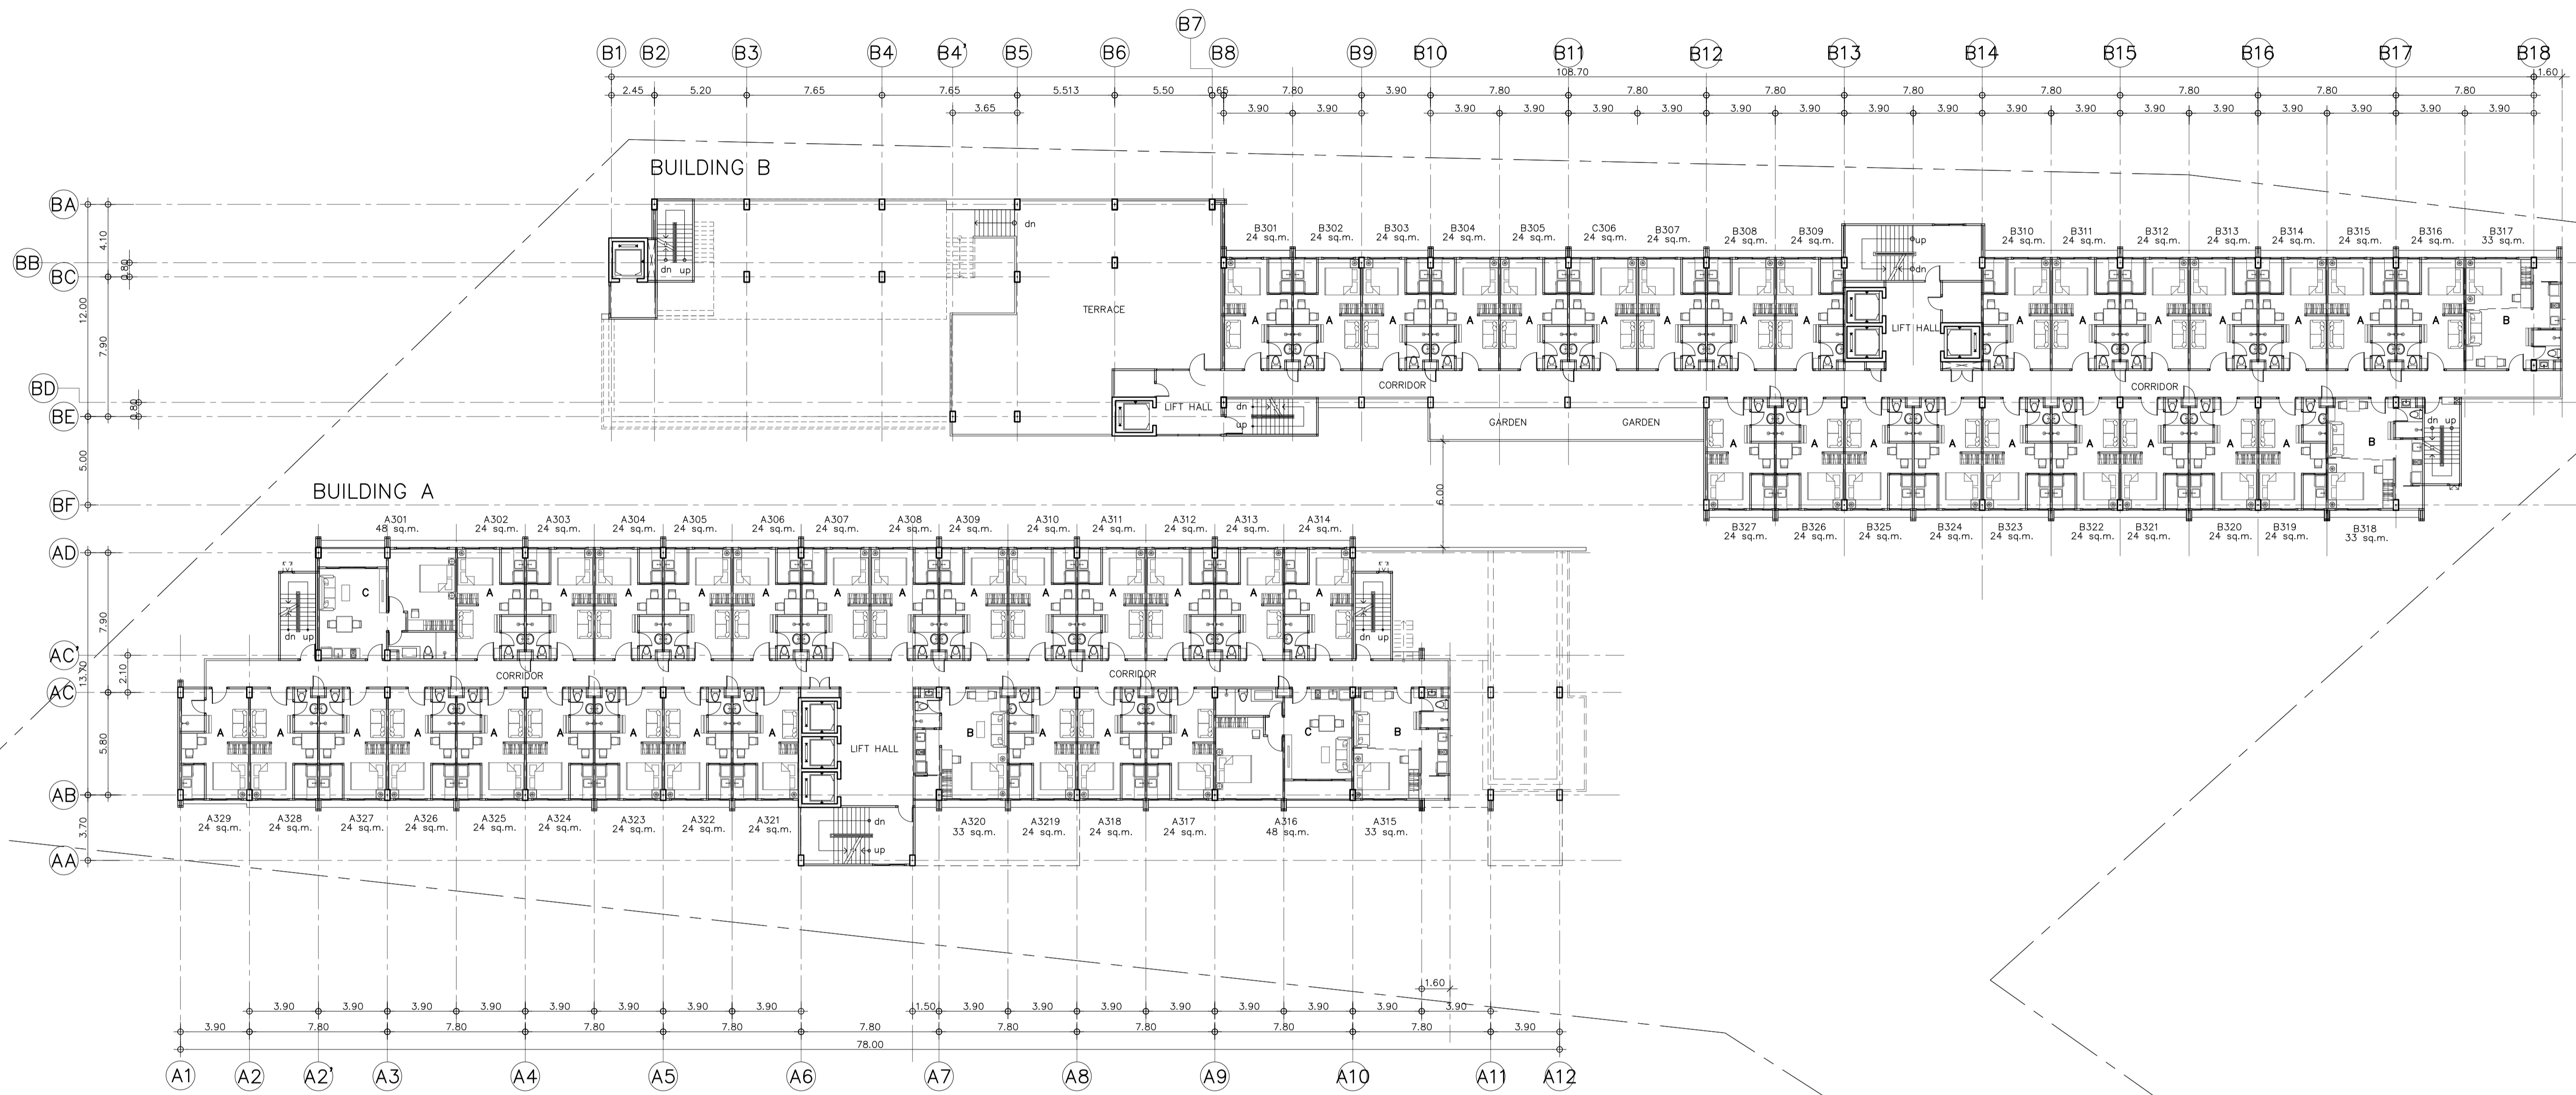 B7
B1 B2 B3 B4 B4' B5 B6 B8 B9 B10 B11 B12 B13 B14 B15 B16 B17 B18
108.70 1.60
2.45 5.20 7.65 7.65 5.513 5.50 0.65 7.80 3.90 7.80 7.80 7.80 7.80 7.80 7.80 7.80 7.80
3.65 3.90 3.90 3.90 3.90 3.90 3.90 3.90 3.90 3.90 3.90 3.90 3.90 3.90 3.90 3.90 3.90 3.90 3.90
BUILDING B
BA
4.10
BB
BC
0.80
12.00
7.90
BD
0.80
BE
5.00
BF
dn
dn up
TERRACE
B301 B302 B303 B304 B305 C306 B307 B308 B309 B310 B311 B312 B313 B314 B315 B316 B317
24 sq.m. 24 sq.m. 24 sq.m. 24 sq.m. 24 sq.m. 24 sq.m. 24 sq.m. 24 sq.m. 24 sq.m. 24 sq.m. 24 sq.m. 24 sq.m. 24 sq.m. 24 sq.m. 24 sq.m. 24 sq.m. 33 sq.m.
up
dn
A A A A A A A A A A A A A A A A B
LIFT HALL
CORRIDOR CORRIDOR
LIFT HALL
dn
up
GARDEN GARDEN
dn up
A A A A A A A A A B
6.00
B327 B326 B325 B324 B323 B322 B321 B320 B319 B318
24 sq.m. 24 sq.m. 24 sq.m. 24 sq.m. 24 sq.m. 24 sq.m. 24 sq.m. 24 sq.m. 24 sq.m. 33 sq.m.
BUILDING A
A301 A302 A303 A304 A305 A306 A307 A308 A309 A310 A311 A312 A313 A314
48 sq.m. 24 sq.m. 24 sq.m. 24 sq.m. 24 sq.m. 24 sq.m. 24 sq.m. 24 sq.m. 24 sq.m. 24 sq.m. 24 sq.m. 24 sq.m. 24 sq.m. 24 sq.m.
AD
7.90
AC'
13.70
2.10
AC
5.80
AB
3.70
AA
C A A A A A A A A A A A A A
dn up
dn up
CORRIDOR CORRIDOR
A A A A A A A A A B A A A C B
LIFT HALL
dn
up
A329 A328 A327 A326 A325 A324 A323 A322 A321 A320 A3219 A318 A317 A316 A315
24 sq.m. 24 sq.m. 24 sq.m. 24 sq.m. 24 sq.m. 24 sq.m. 24 sq.m. 24 sq.m. 24 sq.m. 33 sq.m. 24 sq.m. 24 sq.m. 24 sq.m. 48 sq.m. 33 sq.m.
1.60
3.90 3.90 3.90 3.90 3.90 3.90 3.90 3.90 1.50 3.90 3.90 3.90 3.90 3.90 3.90 3.90 3.90
3.90 7.80 7.80 7.80 7.80 7.80 7.80 7.80 7.80 7.80 3.90
78.00
A1 A2 A2' A3 A4 A5 A6 A7 A8 A9 A10 A11 A12